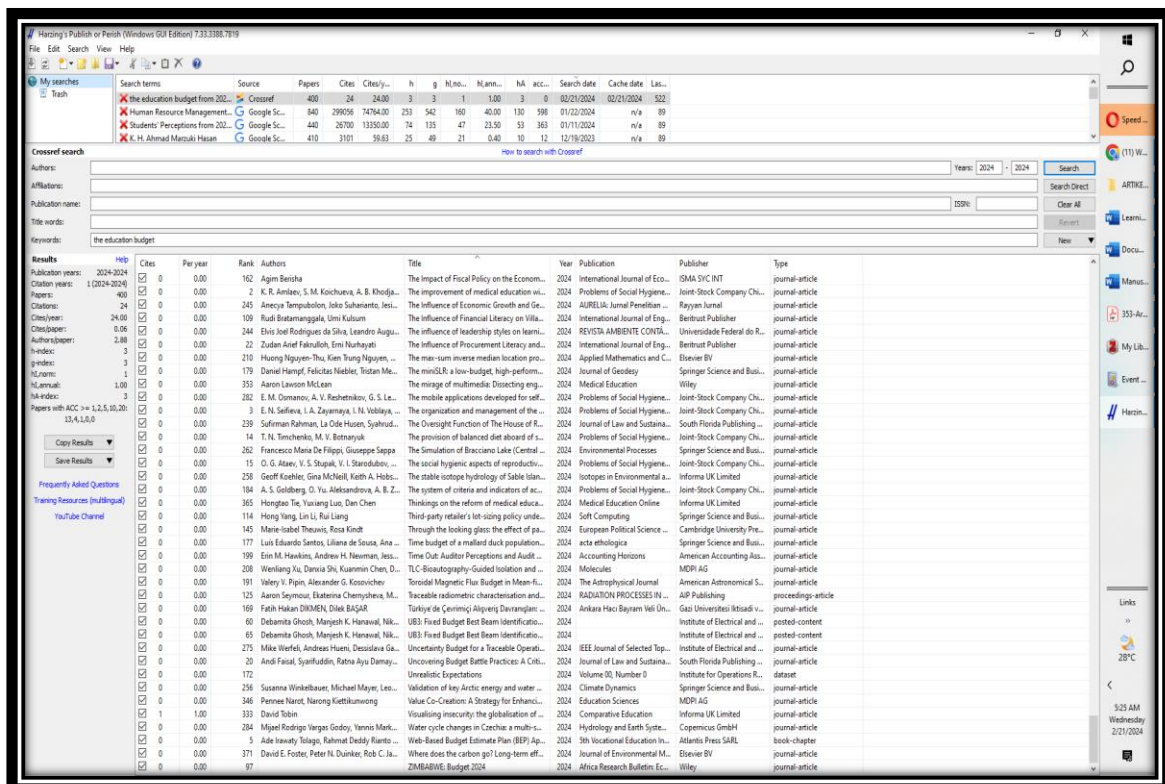 Harzing's Publish or Perish (Windows GUI Edition) 7.33.3388.7819
File Edit Search View Help
My searches
Trash
Search terms Source Papers Cites Cites/y... h g hI,no... hI,ann... hA acc... Search date Cache date Las...
the education budget from 202... Crossref 400 24 24.00 3 3 1 1.00 3 0 02/21/2024 02/21/2024 522
Human Resource Management... Google Sc... 840 299056 74764.00 253 542 160 40.00 130 598 01/22/2024 n/a 89
Students' Perceptions from 202... Google Sc... 440 26700 13350.00 74 135 47 23.50 53 363 01/11/2024 n/a 89
K. H. Ahmad Marzuki Hasan Google Sc... 410 3101 59.63 25 49 21 0.40 10 12 12/19/2023 n/a 89
Crossref search How to search with Crossref
Authors: Years: 2024 - 2024 Search
Affiliations: Search Direct
Publication name: ISSN: Clear All
Title words: Revert
Keywords: the education budget New
Results Help
Publication years: 2024-2024
Citation years: 1 (2024-2024)
Papers: 400
Citations: 24
Cites/year: 24.00
Cites/paper: 0.06
Authors/paper: 2.88
h-index: 3
g-index: 3
hI,norm: 1
hI,annual: 1.00
hA-index: 3
Papers with ACC >= 1,2,5,10,20:
13,4,1,0,0
Copy Results
Save Results
Frequently Asked Questions
Training Resources (multilingual)
YouTube Channel
Cites Per year Rank Authors Title Year Publication Publisher Type
0 0.00 162 Agim Berisha The Impact of Fiscal Policy on the Econom... 2024 International Journal of Eco... ISMA SYC INT journal-article
0 0.00 2 K. R. Amlaev, S. M. Koichueva, A. B. Khodja... The improvement of medical education wi... 2024 Problems of Social Hygiene... Joint-Stock Company Chi... journal-article
0 0.00 245 Anecya Tampubolon, Joko Suharianto, Jesi... The Influence of Economic Growth and Ge... 2024 AURELIA: Jurnal Penelitian ... Rayyan Jurnal journal-article
0 0.00 109 Rudi Bratamanggala, Umi Kulsum The Influence of Financial Literacy on Villa... 2024 International Journal of Eng... Beritrust Publisher journal-article
0 0.00 244 Elvis Joel Rodrigues da Silva, Leandro Augu... The influence of leadership styles on learni... 2024 REVISTA AMBIENTE CONTÁ... Universidade Federal do R... journal-article
0 0.00 22 Zudan Arief Fakrulloh, Erni Nurhayati The Influence of Procurement Literacy and... 2024 International Journal of Eng... Beritrust Publisher journal-article
0 0.00 210 Huong Nguyen-Thu, Kien Trung Nguyen, ... The max-sum inverse median location pro... 2024 Applied Mathematics and C... Elsevier BV journal-article
0 0.00 179 Daniel Hampf, Felicitas Niebler, Tristan Me... The miniSLR: a low-budget, high-perform... 2024 Journal of Geodesy Springer Science and Busi... journal-article
0 0.00 353 Aaron Lawson McLean The mirage of multimedia: Dissecting eng... 2024 Medical Education Wiley journal-article
0 0.00 282 E. M. Osmanov, A. V. Reshetnikov, G. S. Le... The mobile applications developed for self... 2024 Problems of Social Hygiene... Joint-Stock Company Chi... journal-article
0 0.00 3 E. N. Seifieva, I. A. Zayarnaya, I. N. Voblaya, ... The organization and management of the ... 2024 Problems of Social Hygiene... Joint-Stock Company Chi... journal-article
0 0.00 239 Sufirman Rahman, La Ode Husen, Syahrud... The Oversight Function of The House of R... 2024 Journal of Law and Sustaina... South Florida Publishing ... journal-article
0 0.00 14 T. N. Timchenko, M. V. Botnaryuk The provision of balanced diet aboard of s... 2024 Problems of Social Hygiene... Joint-Stock Company Chi... journal-article
0 0.00 262 Francesco Maria De Filippi, Giuseppe Sappa The Simulation of Bracciano Lake (Central ... 2024 Environmental Processes Springer Science and Busi... journal-article
0 0.00 15 O. G. Ataev, V. S. Stupak, V. I. Starodubov, ... The social hygienic aspects of reproductiv... 2024 Problems of Social Hygiene... Joint-Stock Company Chi... journal-article
0 0.00 258 Geoff Koehler, Gina McNeill, Keith A. Hobs... The stable isotope hydrology of Sable Islan... 2024 Isotopes in Environmental a... Informa UK Limited journal-article
0 0.00 184 A. S. Goldberg, O. Yu. Aleksandrova, A. B. Z... The system of criteria and indicators of ac... 2024 Problems of Social Hygiene... Joint-Stock Company Chi... journal-article
0 0.00 365 Hongtao Tie, Yuxiang Luo, Dan Chen Thinkings on the reform of medical educa... 2024 Medical Education Online Informa UK Limited journal-article
0 0.00 114 Hong Yang, Lin Li, Rui Liang Third-party retailer's lot-sizing policy unde... 2024 Soft Computing Springer Science and Busi... journal-article
0 0.00 145 Marie-Isabel Theuwis, Rosa Kindt Through the looking glass: the effect of pa... 2024 European Political Science ... Cambridge University Pre... journal-article
0 0.00 177 Luís Eduardo Santos, Liliana de Sousa, Ana ... Time budget of a mallard duck population... 2024 acta ethologica Springer Science and Busi... journal-article
0 0.00 199 Erin M. Hawkins, Andrew H. Newman, Jess... Time Out: Auditor Perceptions and Audit ... 2024 Accounting Horizons American Accounting Ass... journal-article
0 0.00 208 Wenliang Xu, Danxia Shi, Kuanmin Chen, D... TLC-Bioautography-Guided Isolation and ... 2024 Molecules MDPI AG journal-article
0 0.00 191 Valery V. Pipin, Alexander G. Kosovichev Toroidal Magnetic Flux Budget in Mean-fi... 2024 The Astrophysical Journal American Astronomical S... journal-article
0 0.00 125 Aaron Seymour, Ekaterina Chernysheva, M... Traceable radiometric characterisation and... 2024 RADIATION PROCESSES IN ... AIP Publishing proceedings-article
0 0.00 169 Fatih Hakan DİKMEN, Dilek BAŞAR Türkiye'de Çevrimiçi Alışveriş Davranışları: ... 2024 Ankara Hacı Bayram Veli Ün... Gazi Universitesi Iktisadi v... journal-article
0 0.00 60 Debamita Ghosh, Manjesh K. Hanawal, Nik... UB3: Fixed Budget Best Beam Identificatio... 2024 Institute of Electrical and ... posted-content
0 0.00 65 Debamita Ghosh, Manjesh K. Hanawal, Nik... UB3: Fixed Budget Best Beam Identificatio... 2024 Institute of Electrical and ... posted-content
0 0.00 275 Mike Werfeli, Andreas Hueni, Dessislava Ga... Uncertainty Budget for a Traceable Operati... 2024 IEEE Journal of Selected Top... Institute of Electrical and ... journal-article
0 0.00 20 Andi Faisal, Syarifuddin, Ratna Ayu Damay... Uncovering Budget Battle Practices: A Criti... 2024 Journal of Law and Sustaina... South Florida Publishing ... journal-article
0 0.00 172 Unrealistic Expectations 2024 Volume 00, Number 0 Institute for Operations R... dataset
0 0.00 256 Susanna Winkelbauer, Michael Mayer, Leo... Validation of key Arctic energy and water ... 2024 Climate Dynamics Springer Science and Busi... journal-article
0 0.00 346 Pennee Narot, Narong Kiettikunwong Value Co-Creation: A Strategy for Enhanci... 2024 Education Sciences MDPI AG journal-article
1 1.00 333 David Tobin Visualising insecurity: the globalisation of ... 2024 Comparative Education Informa UK Limited journal-article
0 0.00 284 Mijael Rodrigo Vargas Godoy, Yannis Mark... Water cycle changes in Czechia: a multi-s... 2024 Hydrology and Earth Syste... Copernicus GmbH journal-article
0 0.00 5 Ade Irawaty Tolago, Rahmat Deddy Rianto ... Web-Based Budget Estimate Plan (BEP) Ap... 2024 5th Vocational Education In... Atlantis Press SARL book-chapter
0 0.00 371 David E. Foster, Peter N. Duinker, Rob C. Ja... Where does the carbon go? Long-term eff... 2024 Journal of Environmental M... Elsevier BV journal-article
0 0.00 97 ZIMBABWE: Budget 2024 2024 Africa Research Bulletin: Ec... Wiley journal-article
Speed ...
(11) W...
ARTIKE...
Learni...
Docu...
Manus...
353-Ar...
My Lib...
Event ...
Harzin...
Links
28°C
5:25 AM
Wednesday
2/21/2024